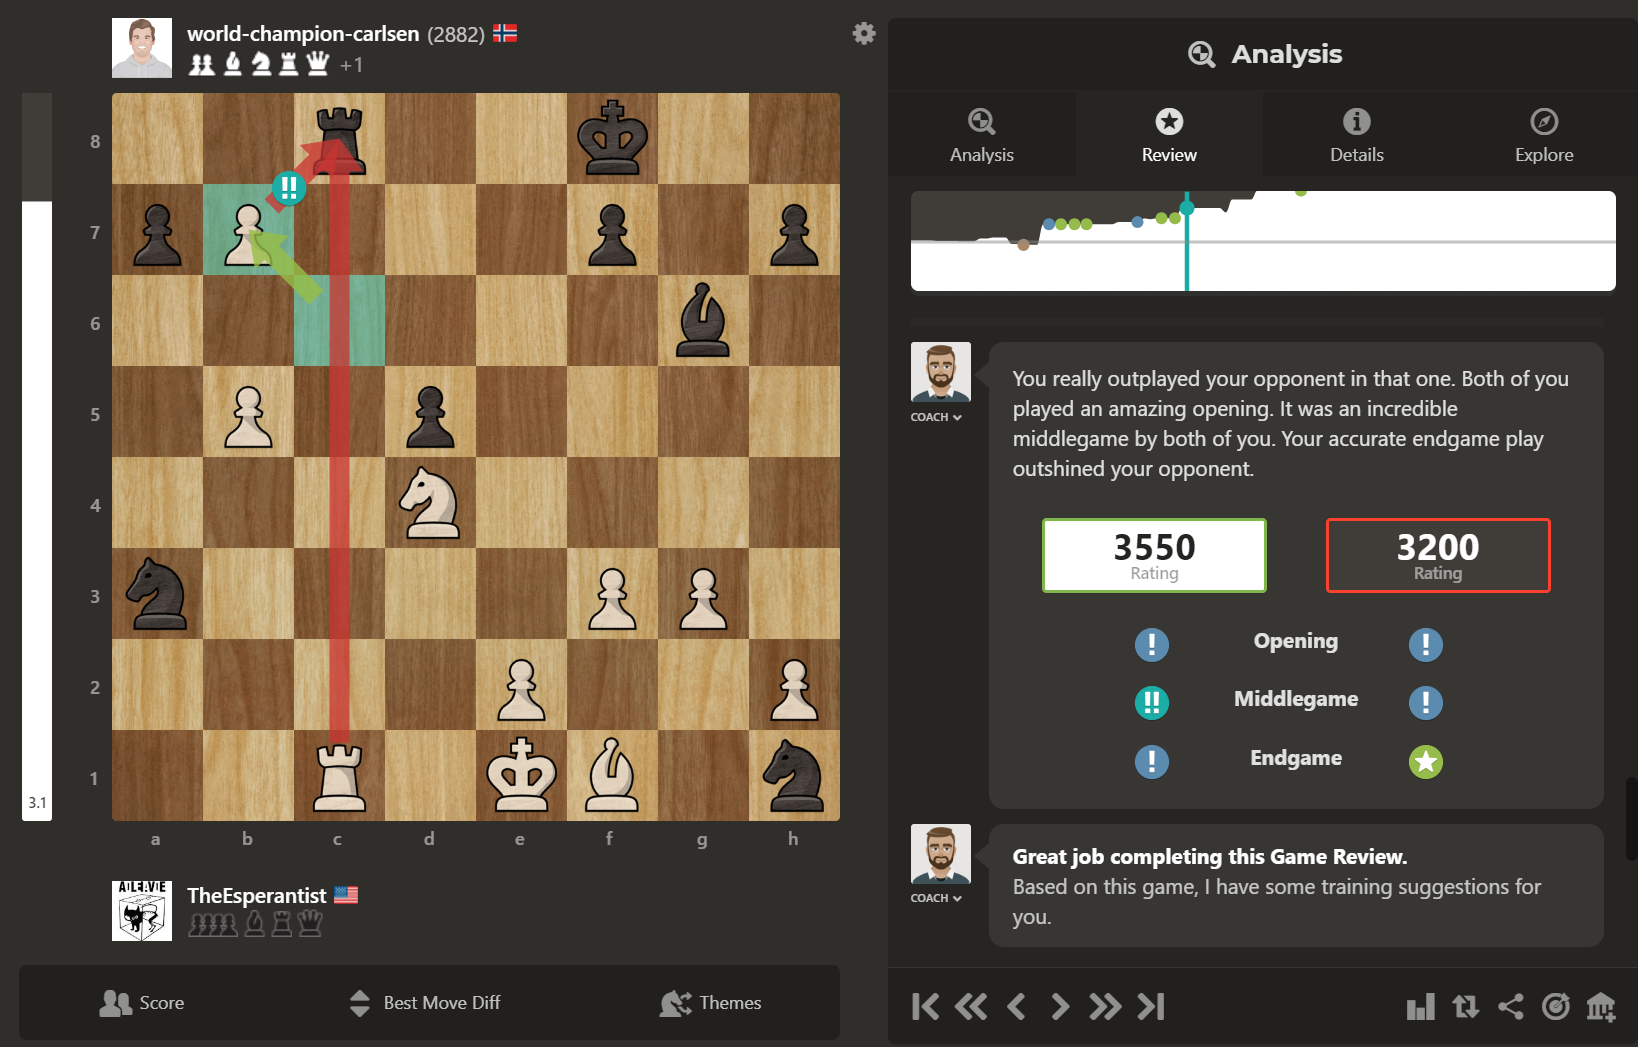 world-champion-carlsen (2882)
+1
8
7
6
5
4
3
2
1
a b c d e f g h
!!
3.1
TheEsperantist
Score
Best Move Diff
Themes
Analysis
Analysis
Review
Details
Explore
COACH
You really outplayed your opponent in that one. Both of you
played an amazing opening. It was an incredible
middlegame by both of you. Your accurate endgame play
outshined your opponent.
3550
Rating
3200
Rating
! Opening !
!! Middlegame !
! Endgame
COACH
Great job completing this Game Review.
Based on this game, I have some training suggestions for
you.